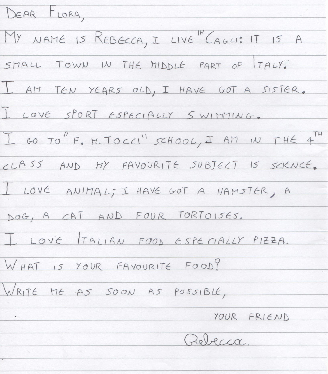 DEAR FLORA,
MY NAME IS REBECCA, I LIVE IN CAGLI: IT IS A
SMALL TOWN IN THE MIDDLE PART OF ITALY.
I AM TEN YEARS OLD, I HAVE GOT A SISTER.
I LOVE SPORT ESPECIALLY SWIMMING.
I GO TO "F. M. TOCCI" SCHOOL, I AM IN THE 4TH
CLASS AND MY FAVOURITE SUBJECT IS SCIENCE.
I LOVE ANIMAL; I HAVE GOT A HAMSTER, A
DOG, A CAT AND FOUR TORTOISES.
I LOVE ITALIAN FOOD ESPECIALLY PIZZA.
WHAT IS YOUR FAVOURITE FOOD?
WRITE ME AS SOON AS POSSIBLE,
YOUR FRIEND
Rebecca.